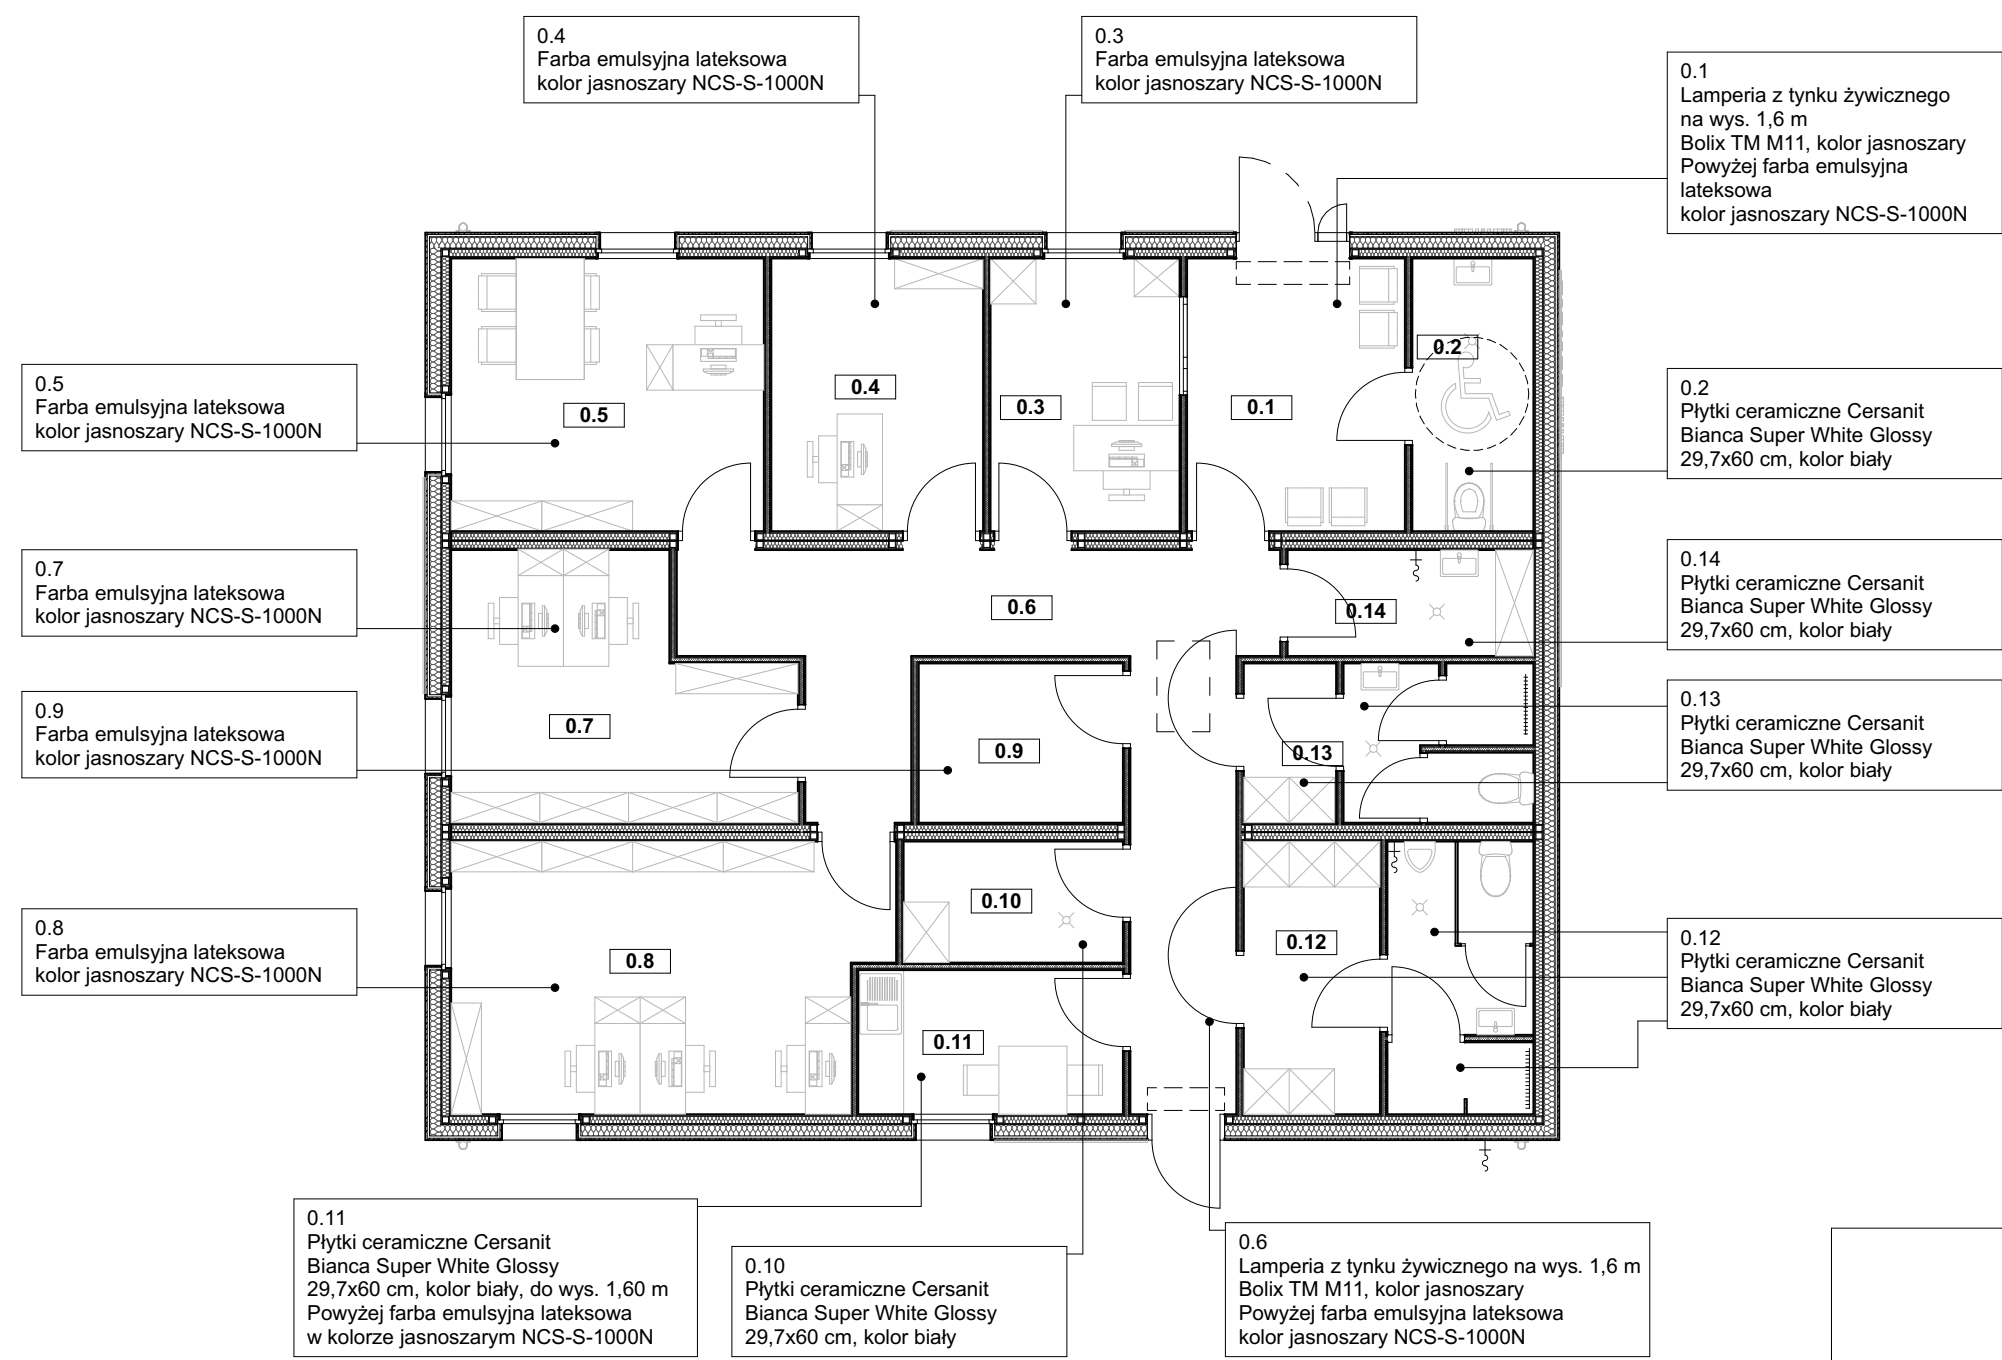 0.4
Farba emulsyjna lateksowa
kolor jasnoszary NCS-S-1000N
0.3
Farba emulsyjna lateksowa
kolor jasnoszary NCS-S-1000N
0.1
Lamperia z tynku żywicznego
na wys. 1,6 m
Bolix TM M11, kolor jasnoszary
Powyżej farba emulsyjna
lateksowa
kolor jasnoszary NCS-S-1000N
0.5
Farba emulsyjna lateksowa
kolor jasnoszary NCS-S-1000N
0.2
Płytki ceramiczne Cersanit
Bianca Super White Glossy
29,7x60 cm, kolor biały
0.7
Farba emulsyjna lateksowa
kolor jasnoszary NCS-S-1000N
0.14
Płytki ceramiczne Cersanit
Bianca Super White Glossy
29,7x60 cm, kolor biały
0.9
Farba emulsyjna lateksowa
kolor jasnoszary NCS-S-1000N
0.13
Płytki ceramiczne Cersanit
Bianca Super White Glossy
29,7x60 cm, kolor biały
0.8
Farba emulsyjna lateksowa
kolor jasnoszary NCS-S-1000N
0.12
Płytki ceramiczne Cersanit
Bianca Super White Glossy
29,7x60 cm, kolor biały
0.5
0.4
0.3
0.1
0.2
0.6
0.14
0.7
0.9
0.13
0.8
0.10
0.12
0.11
0.11
Płytki ceramiczne Cersanit
Bianca Super White Glossy
29,7x60 cm, kolor biały, do wys. 1,60 m
Powyżej farba emulsyjna lateksowa
w kolorze jasnoszarym NCS-S-1000N
0.10
Płytki ceramiczne Cersanit
Bianca Super White Glossy
29,7x60 cm, kolor biały
0.6
Lamperia z tynku żywicznego na wys. 1,6 m
Bolix TM M11, kolor jasnoszary
Powyżej farba emulsyjna lateksowa
kolor jasnoszary NCS-S-1000N